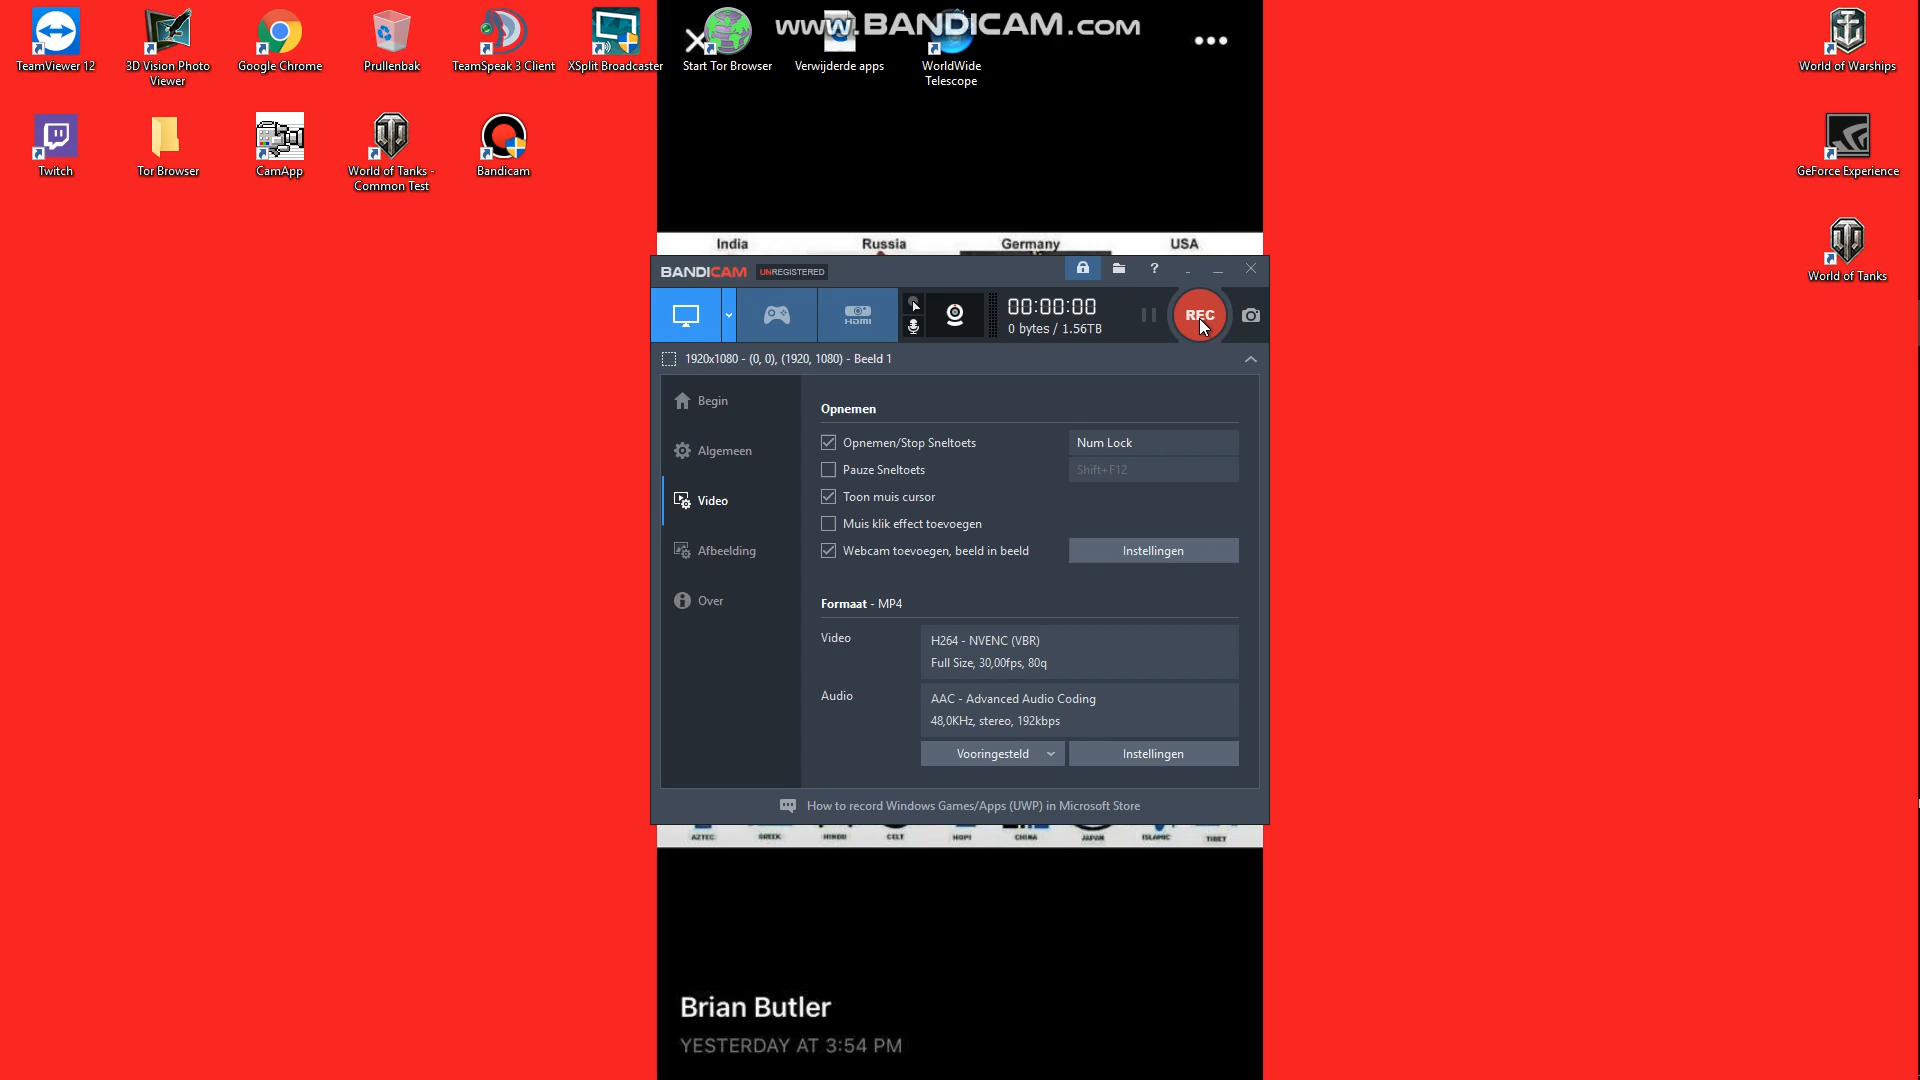 www.BANDICAM.com
TeamViewer 12
3D Vision Photo
Viewer
Google Chrome
Prullenbak
TeamSpeak 3 Client
XSplit Broadcaster
Start Tor Browser
Verwijderde apps
WorldWide
Telescope
World of Warships
Twitch
Tor Browser
CamApp
World of Tanks -
Common Test
Bandicam
GeForce Experience
World of Tanks
India
Russia
Germany
USA
BANDICAM UNREGISTERED
?
HDMI
00:00:00
0 bytes / 1.56TB
REC
1920x1080 - (0, 0), (1920, 1080) - Beeld 1
Begin
Algemeen
Video
Afbeelding
Over
Opnemen
Opnemen/Stop Sneltoets
Num Lock
Pauze Sneltoets
Shift+F12
Toon muis cursor
Muis klik effect toevoegen
Webcam toevoegen, beeld in beeld
Instellingen
Formaat - MP4
Video
H264 - NVENC (VBR)
Full Size, 30,00fps, 80q
Audio
AAC - Advanced Audio Coding
48,0KHz, stereo, 192kbps
Vooringesteld
Instellingen
How to record Windows Games/Apps (UWP) in Microsoft Store
AZTEC
GREEK
HINDU
CELT
HOPI
CHINA
JAPAN
ISLAMIC
TIBET
Brian Butler
YESTERDAY AT 3:54 PM